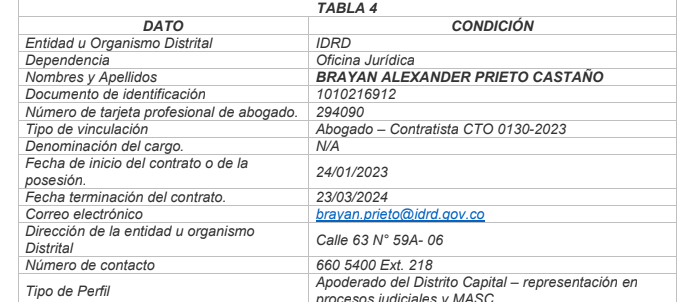 TABLA 4
DATO CONDICIÓN
Entidad u Organismo Distrital IDRD
Dependencia Oficina Jurídica
Nombres y Apellidos BRAYAN ALEXANDER PRIETO CASTAÑO
Documento de identificación 1010216912
Número de tarjeta profesional de abogado. 294090
Tipo de vinculación Abogado – Contratista CTO 0130-2023
Denominación del cargo. N/A
Fecha de inicio del contrato o de la
posesión. 24/01/2023
Fecha terminación del contrato. 23/03/2024
Correo electrónico brayan.prieto@idrd.gov.co
Dirección de la entidad u organismo
Distrital Calle 63 N° 59A- 06
Número de contacto 660 5400 Ext. 218
Tipo de Perfil Apoderado del Distrito Capital – representación en
procesos judiciales y MASC